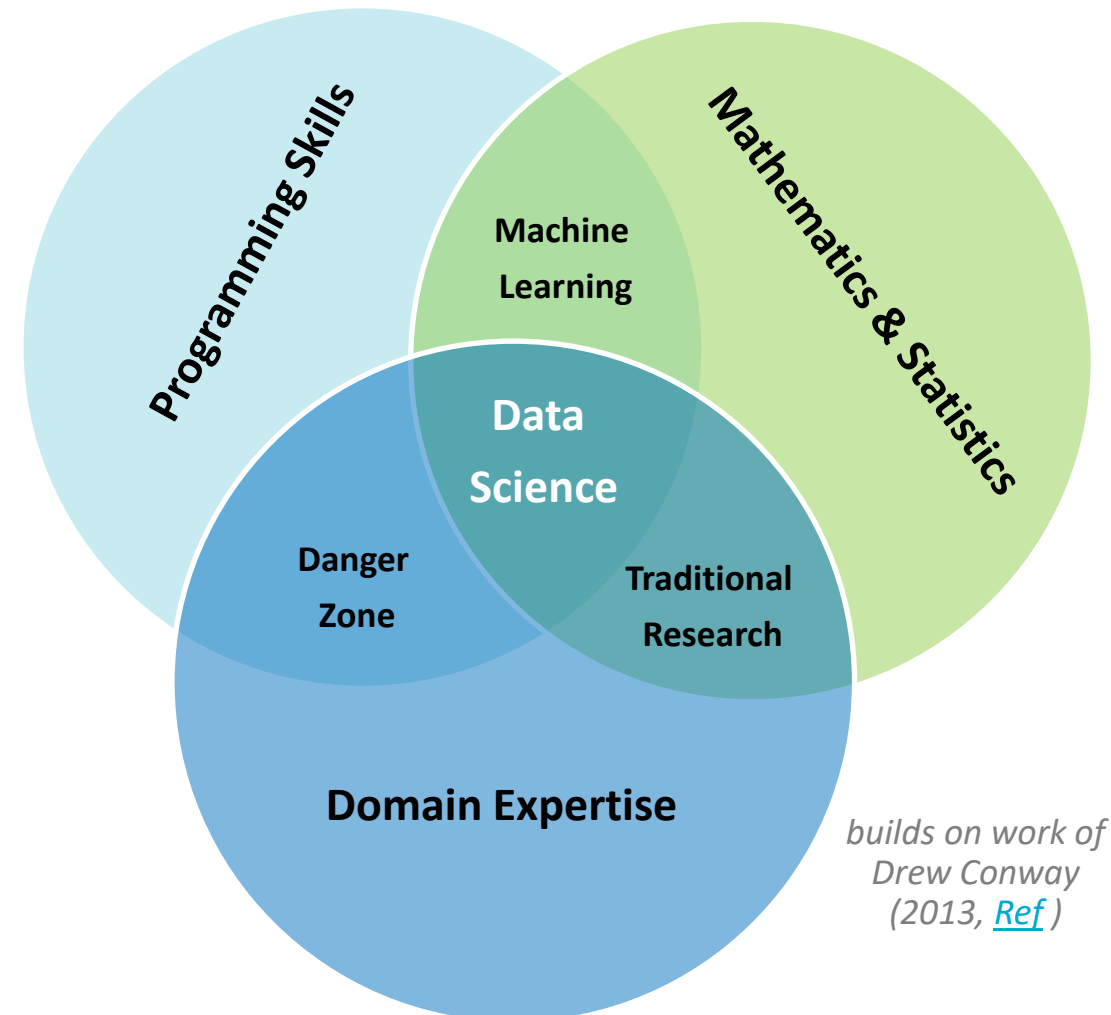 Programming Skills
Mathematics & Statistics
Machine
Learning
Data
Science
Danger
Zone
Traditional
Research
Domain Expertise
builds on work of
Drew Conway
(2013, Ref )